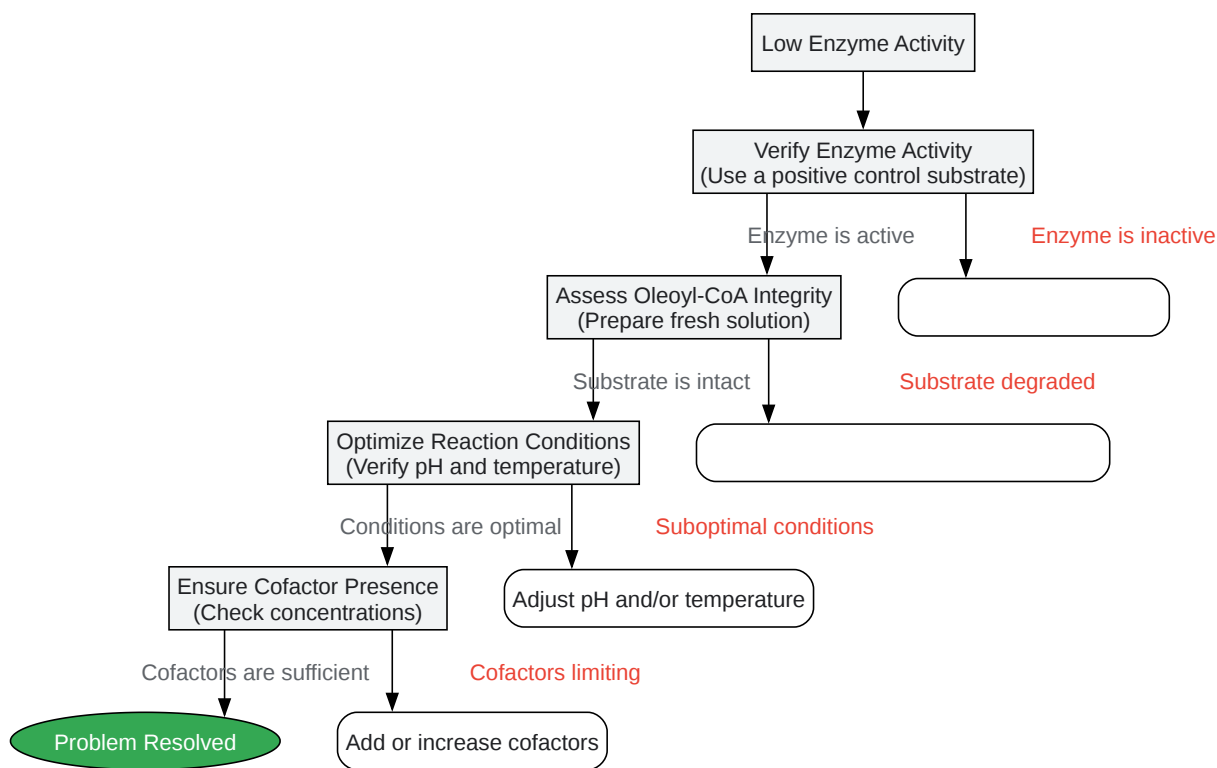 Low Enzyme Activity
Verify Enzyme Activity
(Use a positive control substrate)
Enzyme is active
Enzyme is inactive
Assess Oleoyl-CoA Integrity
(Prepare fresh solution)
Substrate is intact
Substrate degraded
Optimize Reaction Conditions
(Verify pH and temperature)
Conditions are optimal
Suboptimal conditions
Ensure Cofactor Presence
(Check concentrations)
Adjust pH and/or temperature
Cofactors are sufficient
Cofactors limiting
Problem Resolved
Add or increase cofactors